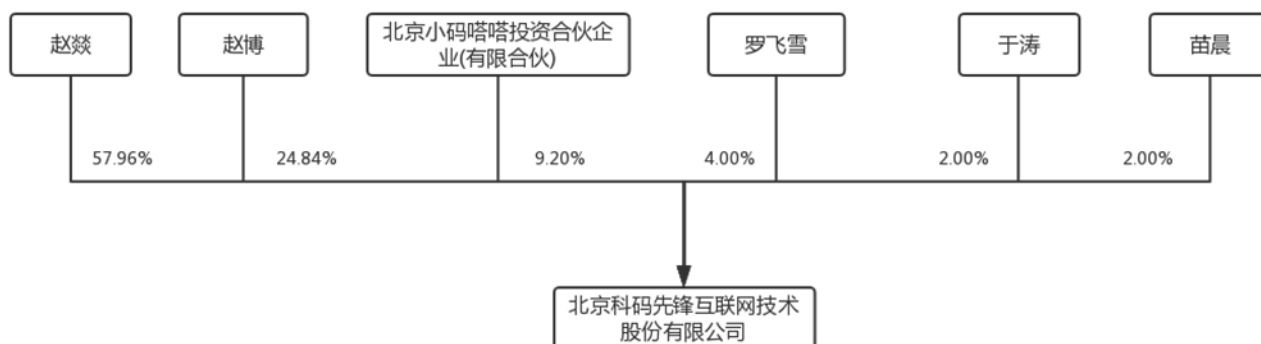 赵燚
赵博
北京小码嗒嗒投资合伙企
业(有限合伙)
罗飞雪
于涛
苗晨
57.96%
24.84%
9.20%
4.00%
2.00%
2.00%
北京科码先锋互联网技术
股份有限公司